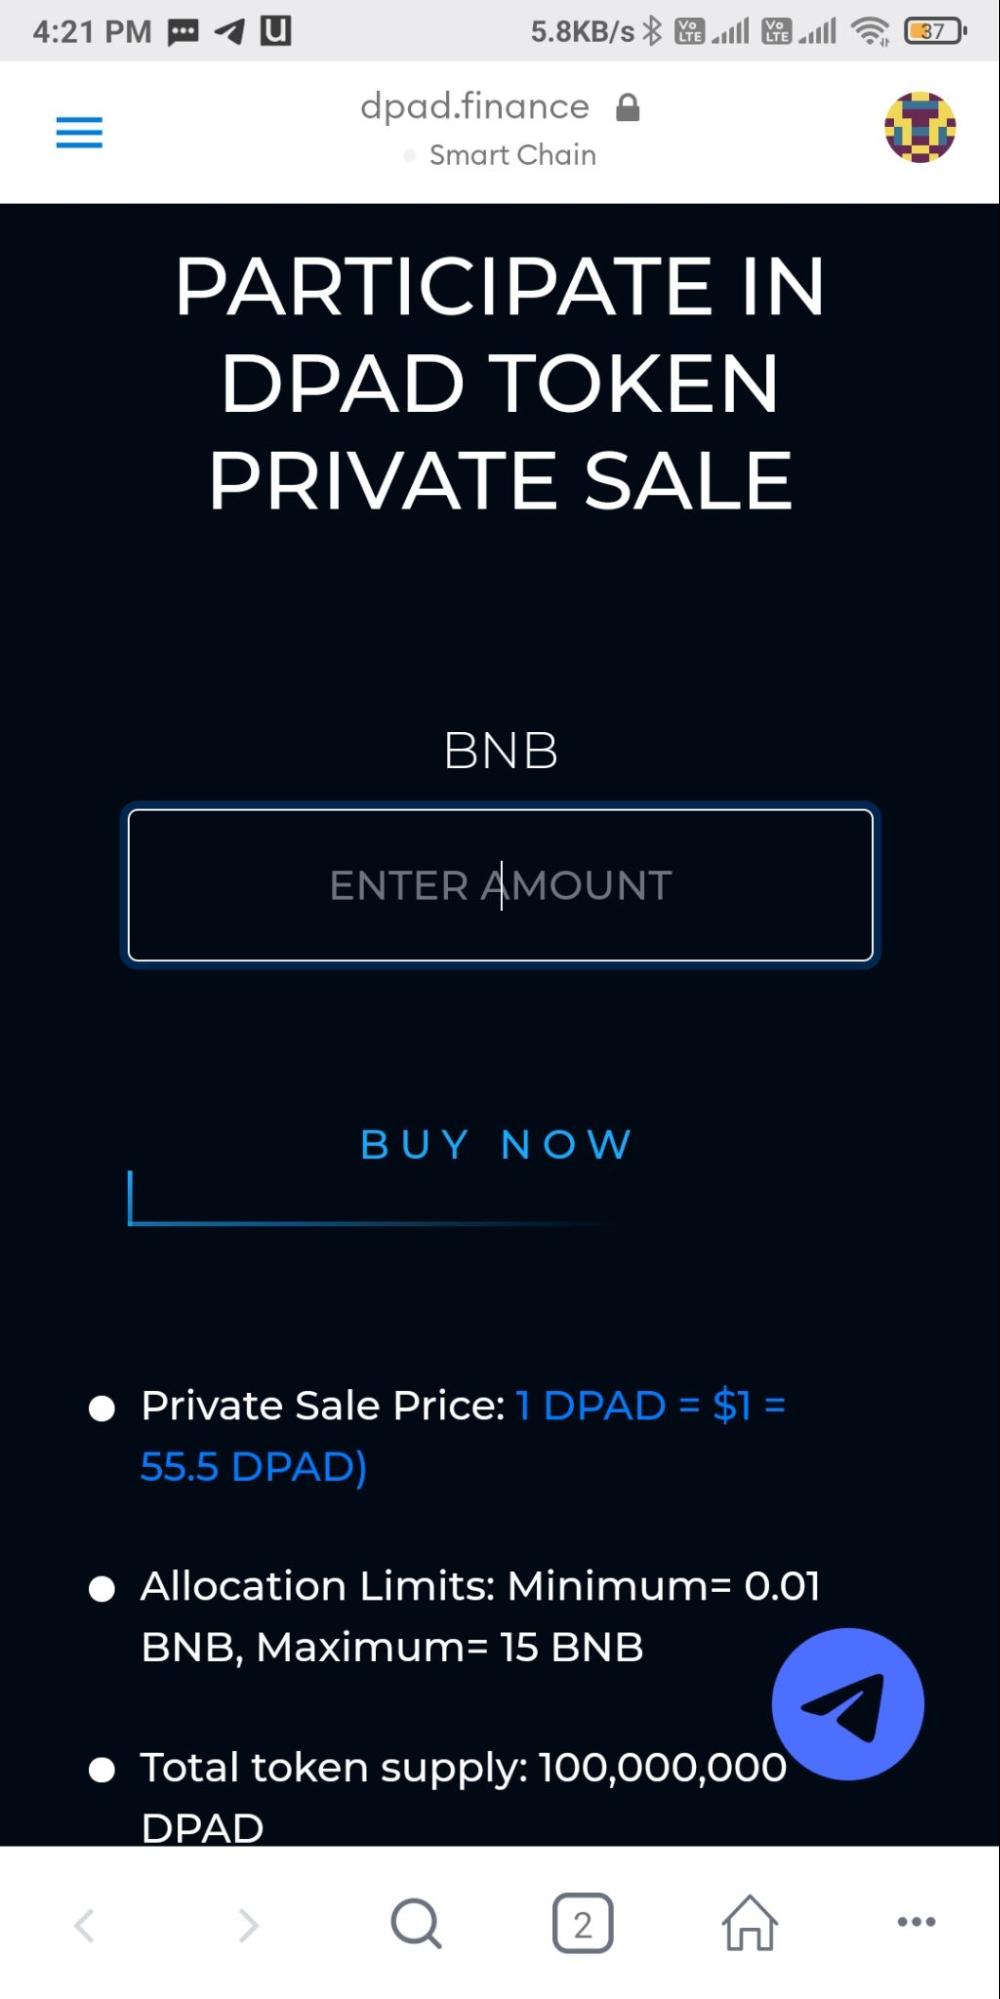 4:21 PM
5.8KB/s
Vo LTE
Vo LTE
37
dpad.finance
Smart Chain
PARTICIPATE IN
DPAD TOKEN
PRIVATE SALE
BNB
ENTER AMOUNT
BUY NOW
Private Sale Price: 1 DPAD = $1 =
55.5 DPAD)
Allocation Limits: Minimum= 0.01
BNB, Maximum= 15 BNB
Total token supply: 100,000,000
DPAD
2